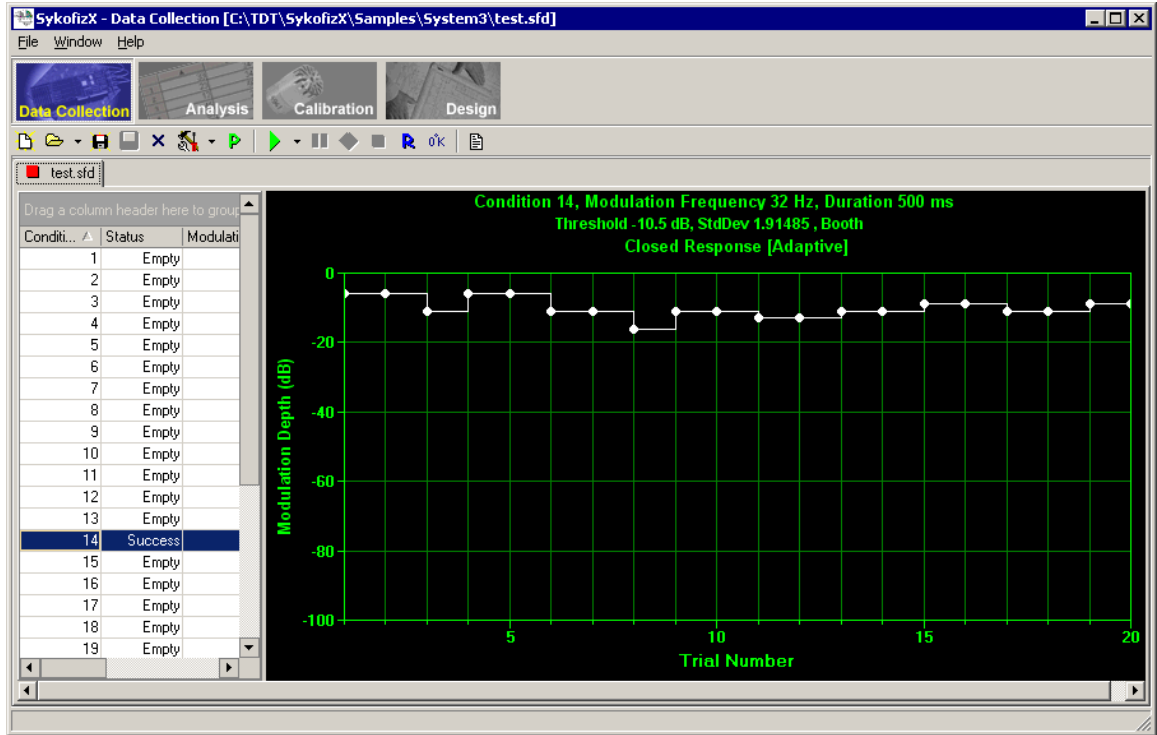 SykofizX - Data Collection [C:\TDT\SykofizX\Samples\System3\test.sfd]
File Window Help
Data Collection Analysis Calibration Design
P R OK
test.sfd
Drag a column header here to group
Conditi... Status Modulati
1 Empty
2 Empty
3 Empty
4 Empty
5 Empty
6 Empty
7 Empty
8 Empty
9 Empty
10 Empty
11 Empty
12 Empty
13 Empty
14 Success
15 Empty
16 Empty
17 Empty
18 Empty
19 Empty
Condition 14, Modulation Frequency 32 Hz, Duration 500 ms
Threshold -10.5 dB, StdDev 1.91485 , Booth
Closed Response [Adaptive]
Modulation Depth (dB)
0
-20
-40
-60
-80
-100
5 10 15 20
Trial Number